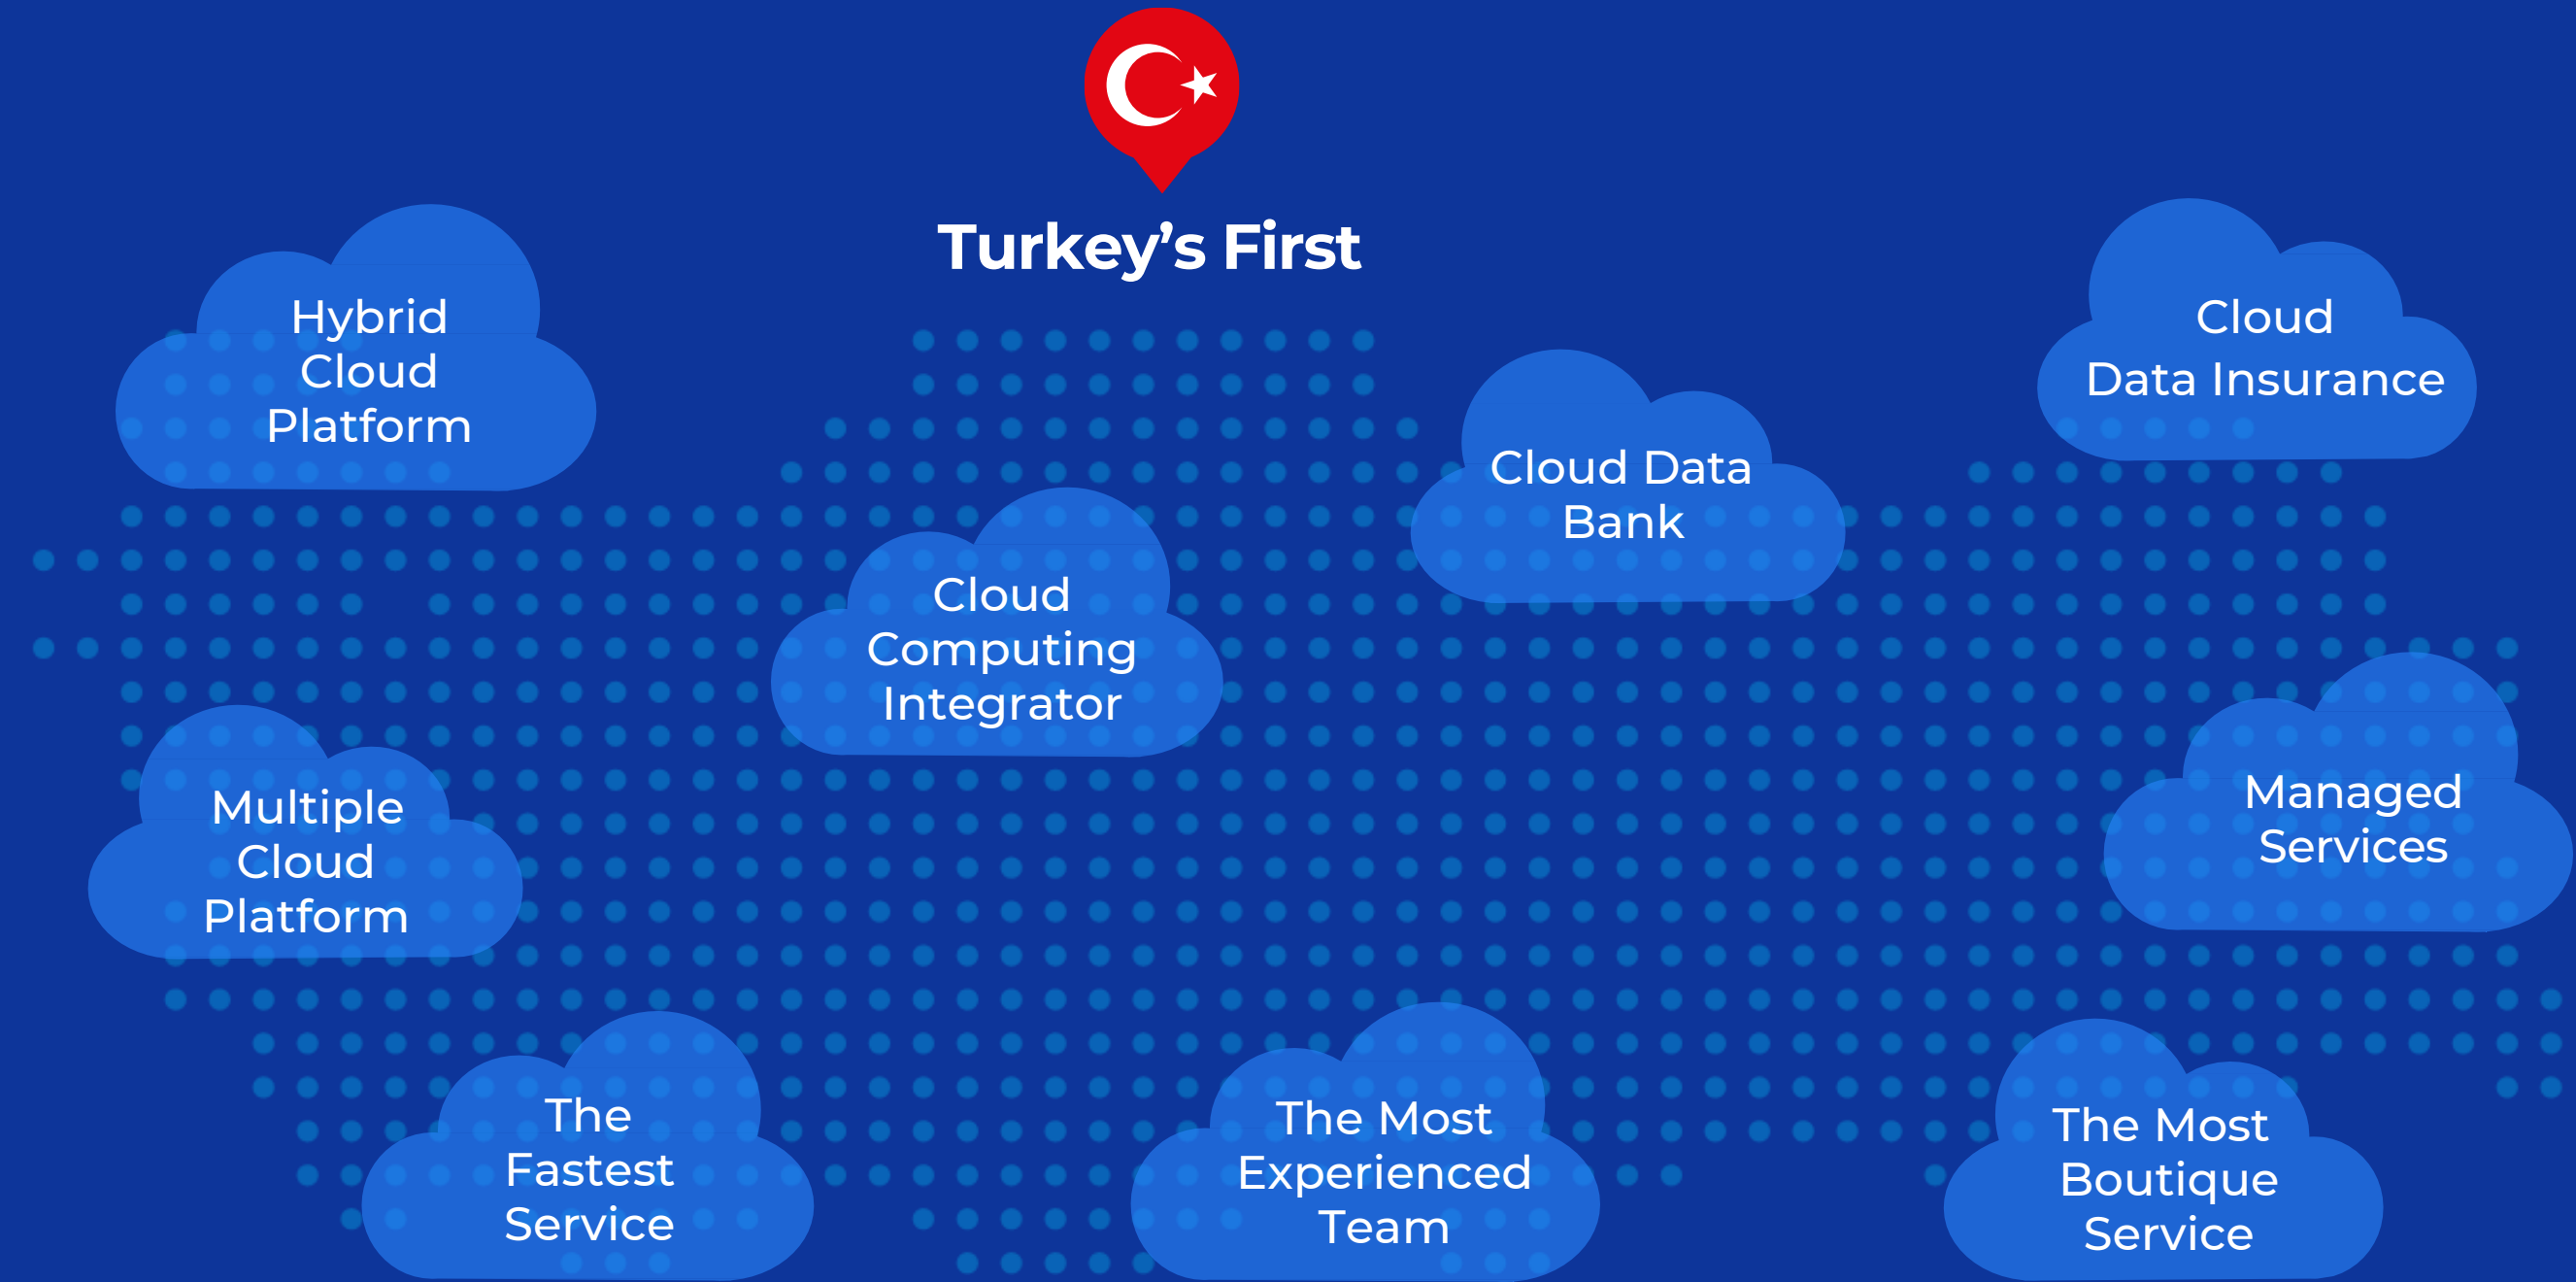 Turkey’s First
Hybrid
Cloud
Platform
Cloud
Data Insurance
Cloud Data
Bank
Cloud
Computing
Integrator
Multiple
Cloud
Platform
Managed
Services
The
Fastest
Service
The Most
Experienced
Team
The Most
Boutique
Service